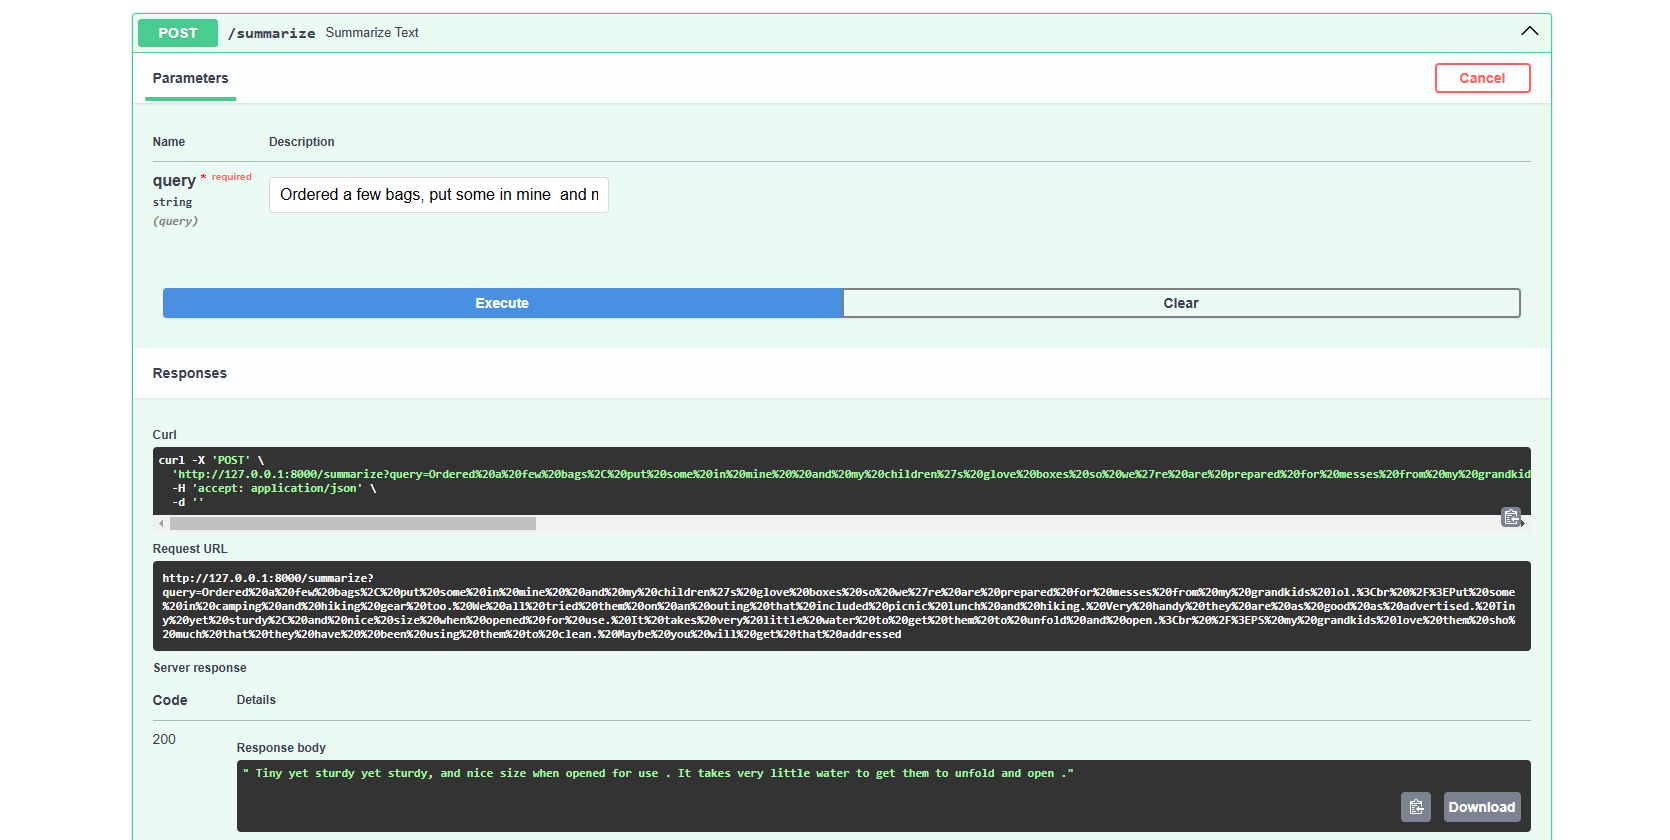 POST /summarize Summarize Text
Parameters Cancel
Name Description
query * required
string
(query)
Ordered a few bags, put some in mine  and n
Execute Clear
Responses
Curl
curl -X 'POST' \
'http://127.0.0.1:8000/summarize?query=Ordered%20a%20few%20bags%2C%20put%20some%20in%20mine%20%20and%20my%20children%27s%20glove%20boxes%20so%20we%27re%20are%20prepared%20for%20messes%20from%20my%20grandkid
-H 'accept: application/json' \
-d ''
Request URL
http://127.0.0.1:8000/summarize?
query=Ordered%20a%20few%20bags%2C%20put%20some%20in%20mine%20%20and%20my%20children%27s%20glove%20boxes%20so%20we%27re%20are%20prepared%20for%20messes%20from%20my%20grandkids%20lol.%3Cbr%20%2F%3EPut%20some
%20in%20camping%20and%20hiking%20gear%20too.%20We%20all%20tried%20them%20on%20an%20outing%20that%20included%20picnic%20lunch%20and%20hiking.%20Very%20handy%20they%20are%20as%20good%20as%20advertised.%20Tin
y%20yet%20sturdy%2C%20and%20nice%20size%20when%20opened%20for%20use.%20It%20takes%20very%20little%20water%20to%20get%20them%20to%20unfold%20and%20open.%3Cbr%20%2F%3EPS%20my%20grandkids%20love%20them%20sho%
20much%20that%20they%20have%20%20been%20using%20them%20to%20clean.%20Maybe%20you%20will%20get%20that%20addressed
Server response
Code Details
200
Response body
" Tiny yet sturdy yet sturdy, and nice size when opened for use . It takes very little water to get them to unfold and open ."
Download